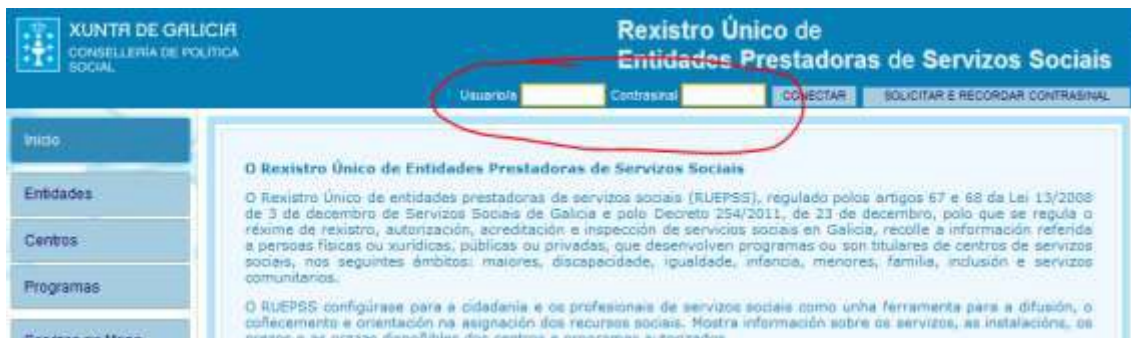 XUNTA DE GALICIA
CONSELLERÍA DE POLÍTICA
SOCIAL
Rexistro Único de
Entidades Prestadoras de Servizos Sociais
Usuario/a Contrasinal CONECTAR SOLICITAR E RECORDAR CONTRASINAL
Inicio
Entidades
Centros
Programas
O Rexistro Único de Entidades Prestadoras de Servizos Sociais
O Rexistro Único de entidades prestadoras de servizos sociais (RUEPSS), regulado polos artigos 67 e 68 da Lei 13/2008
de 3 de decembro de Servizos Sociais de Galicia e polo Decreto 254/2011, de 23 de decembro, polo que se regula o
réxime de rexistro, autorización, acreditación e inspección de servicios sociais en Galicia, recolle a información referida
a persoas físicas ou xurídicas, públicas ou privadas, que desenvolven programas ou son titulares de centros de servizos
sociais, nos seguintes ámbitos: maiores, discapacidade, igualdade, infancia, menores, familia, inclusión e servizos
comunitarios.
O RUEPSS configúrase para a cidadanía e os profesionais de servizos sociais como unha ferramenta para a difusión, o
coñecemento e orientación na asignación dos recursos sociais. Mostra información sobre os servizos, as instalacións, os